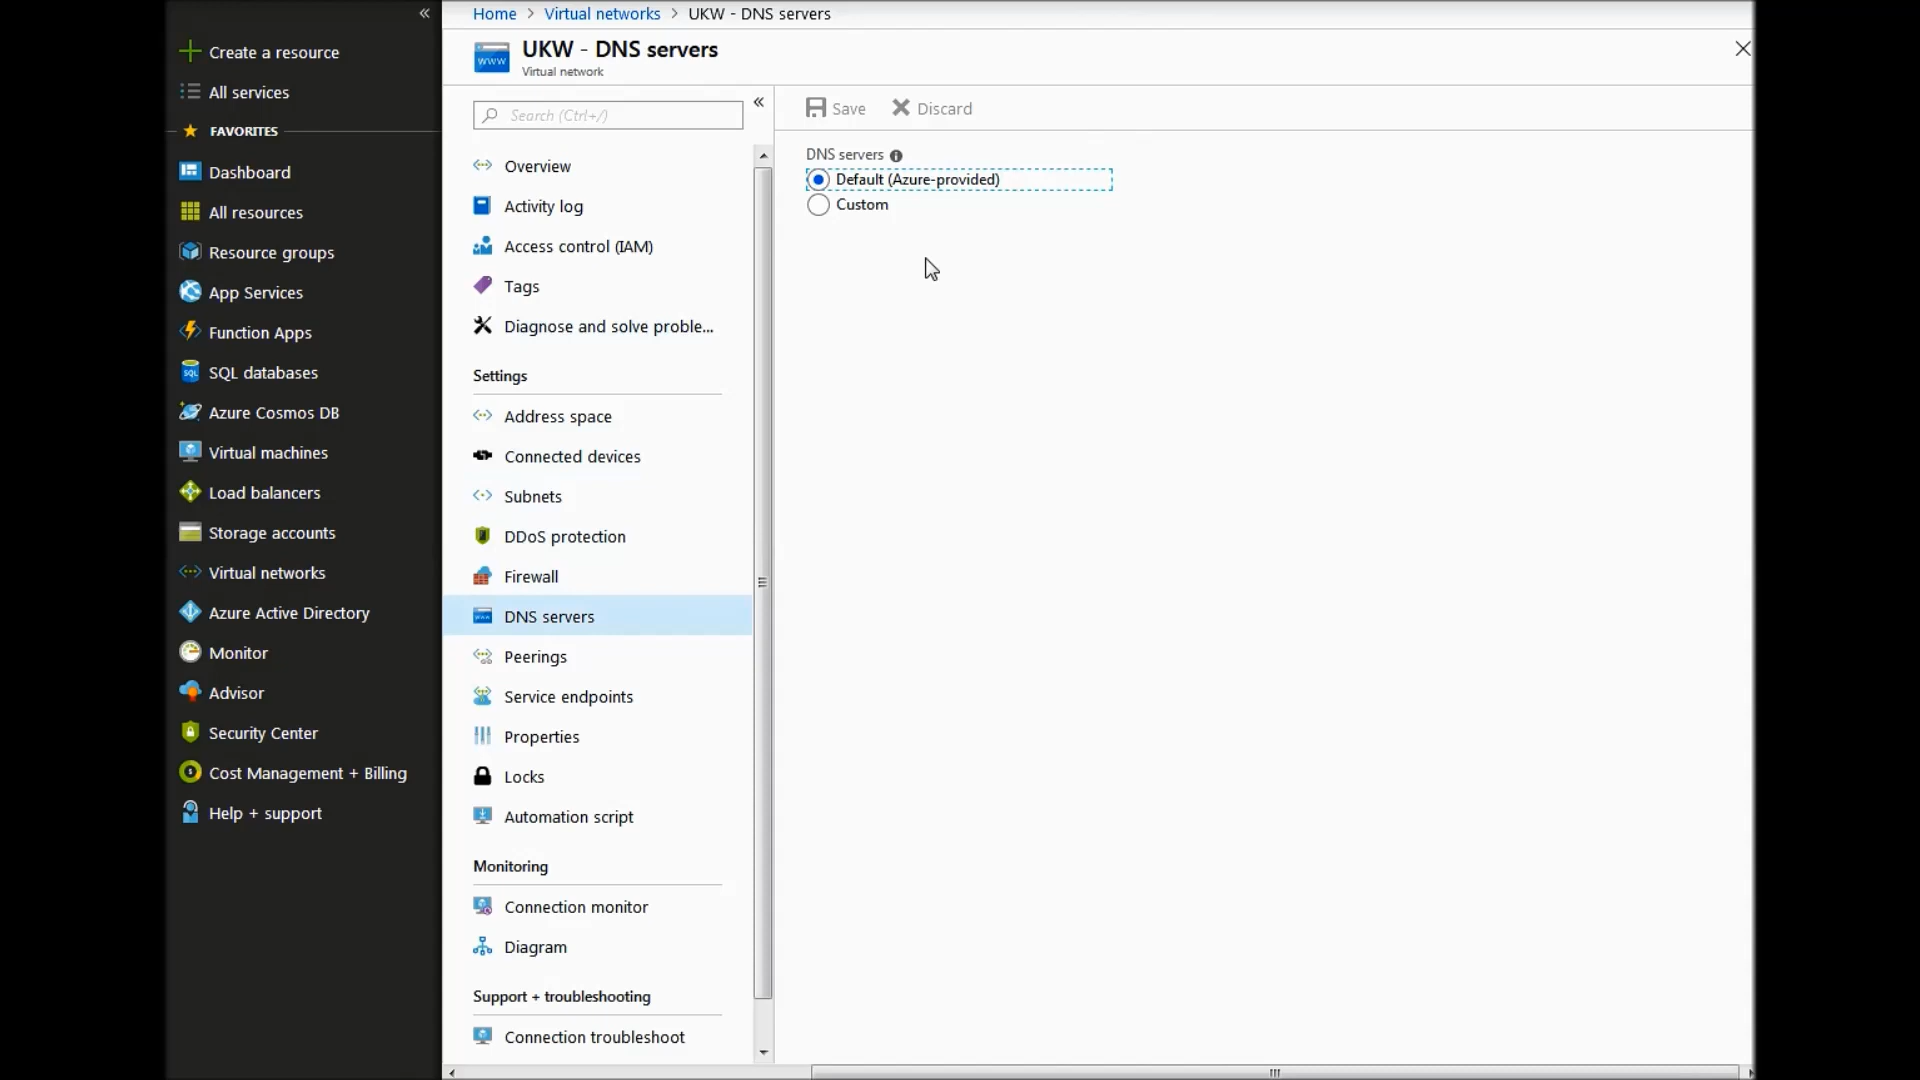 Create a resource
All services
FAVORITES
Dashboard
All resources
Resource groups
App Services
Function Apps
SQL databases
Azure Cosmos DB
Virtual machines
Load balancers
Storage accounts
Virtual networks
Azure Active Directory
Monitor
Advisor
Security Center
Cost Management + Billing
Help + support
Home > Virtual networks > UKW - DNS servers
UKW - DNS servers
Virtual network
Search (Ctrl+/)
Overview
Activity log
Access control (IAM)
Tags
Diagnose and solve proble...
Settings
Address space
Connected devices
Subnets
DDoS protection
Firewall
DNS servers
Peerings
Service endpoints
Properties
Locks
Automation script
Monitoring
Connection monitor
Diagram
Support + troubleshooting
Connection troubleshoot
Save
Discard
DNS servers
Default (Azure-provided)
Custom